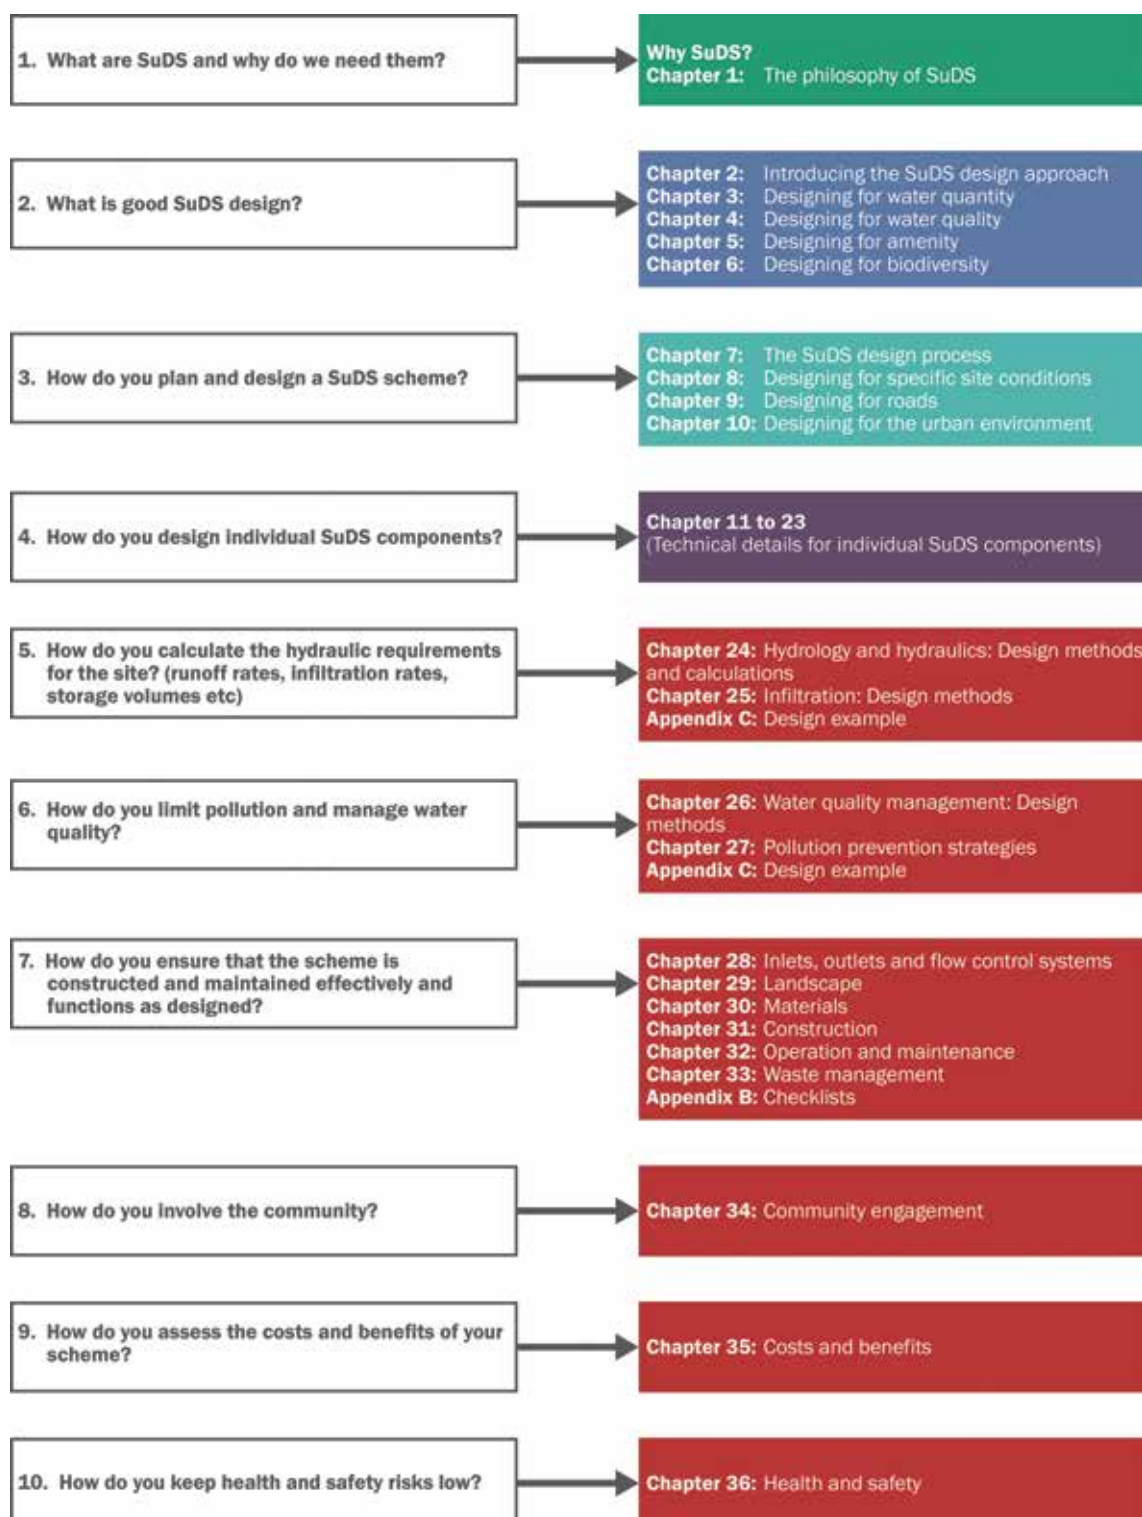 1. What are SuDS and why do we need them?
Why SuDS?
Chapter 1: The philosophy of SuDS
2. What is good SuDS design?
Chapter 2: Introducing the SuDS design approach
Chapter 3: Designing for water quantity
Chapter 4: Designing for water quality
Chapter 5: Designing for amenity
Chapter 6: Designing for biodiversity
3. How do you plan and design a SuDS scheme?
Chapter 7: The SuDS design process
Chapter 8: Designing for specific site conditions
Chapter 9: Designing for roads
Chapter 10: Designing for the urban environment
4. How do you design individual SuDS components?
Chapter 11 to 23
(Technical details for individual SuDS components)
5. How do you calculate the hydraulic requirements
for the site? (runoff rates, infiltration rates,
storage volumes etc)
Chapter 24: Hydrology and hydraulics: Design methods
and calculations
Chapter 25: Infiltration: Design methods
Appendix C: Design example
6. How do you limit pollution and manage water
quality?
Chapter 26: Water quality management: Design
methods
Chapter 27: Pollution prevention strategies
Appendix C: Design example
7. How do you ensure that the scheme is
constructed and maintained effectively and
functions as designed?
Chapter 28: Inlets, outlets and flow control systems
Chapter 29: Landscape
Chapter 30: Materials
Chapter 31: Construction
Chapter 32: Operation and maintenance
Chapter 33: Waste management
Appendix B: Checklists
8. How do you involve the community?
Chapter 34: Community engagement
9. How do you assess the costs and benefits of your
scheme?
Chapter 35: Costs and benefits
10. How do you keep health and safety risks low?
Chapter 36: Health and safety